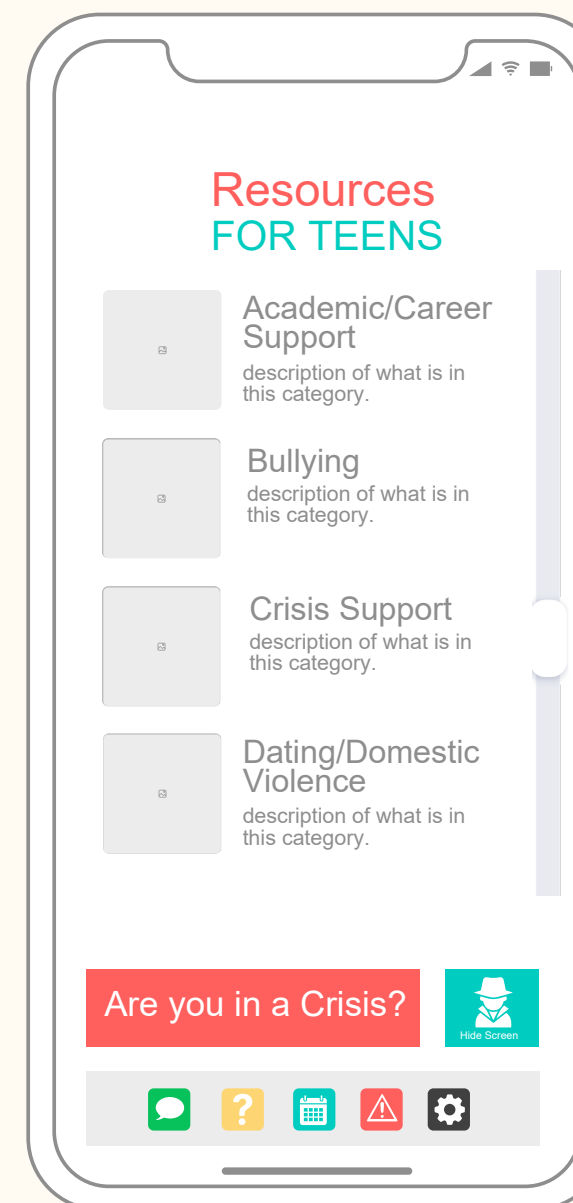 Resources
FOR TEENS
Academic/Career
Support
description of what is in
this category.
Bullying
description of what is in
this category.
Crisis Support
description of what is in
this category.
Dating/Domestic
Violence
description of what is in
this category.
Are you in a Crisis?
Hide Screen
?